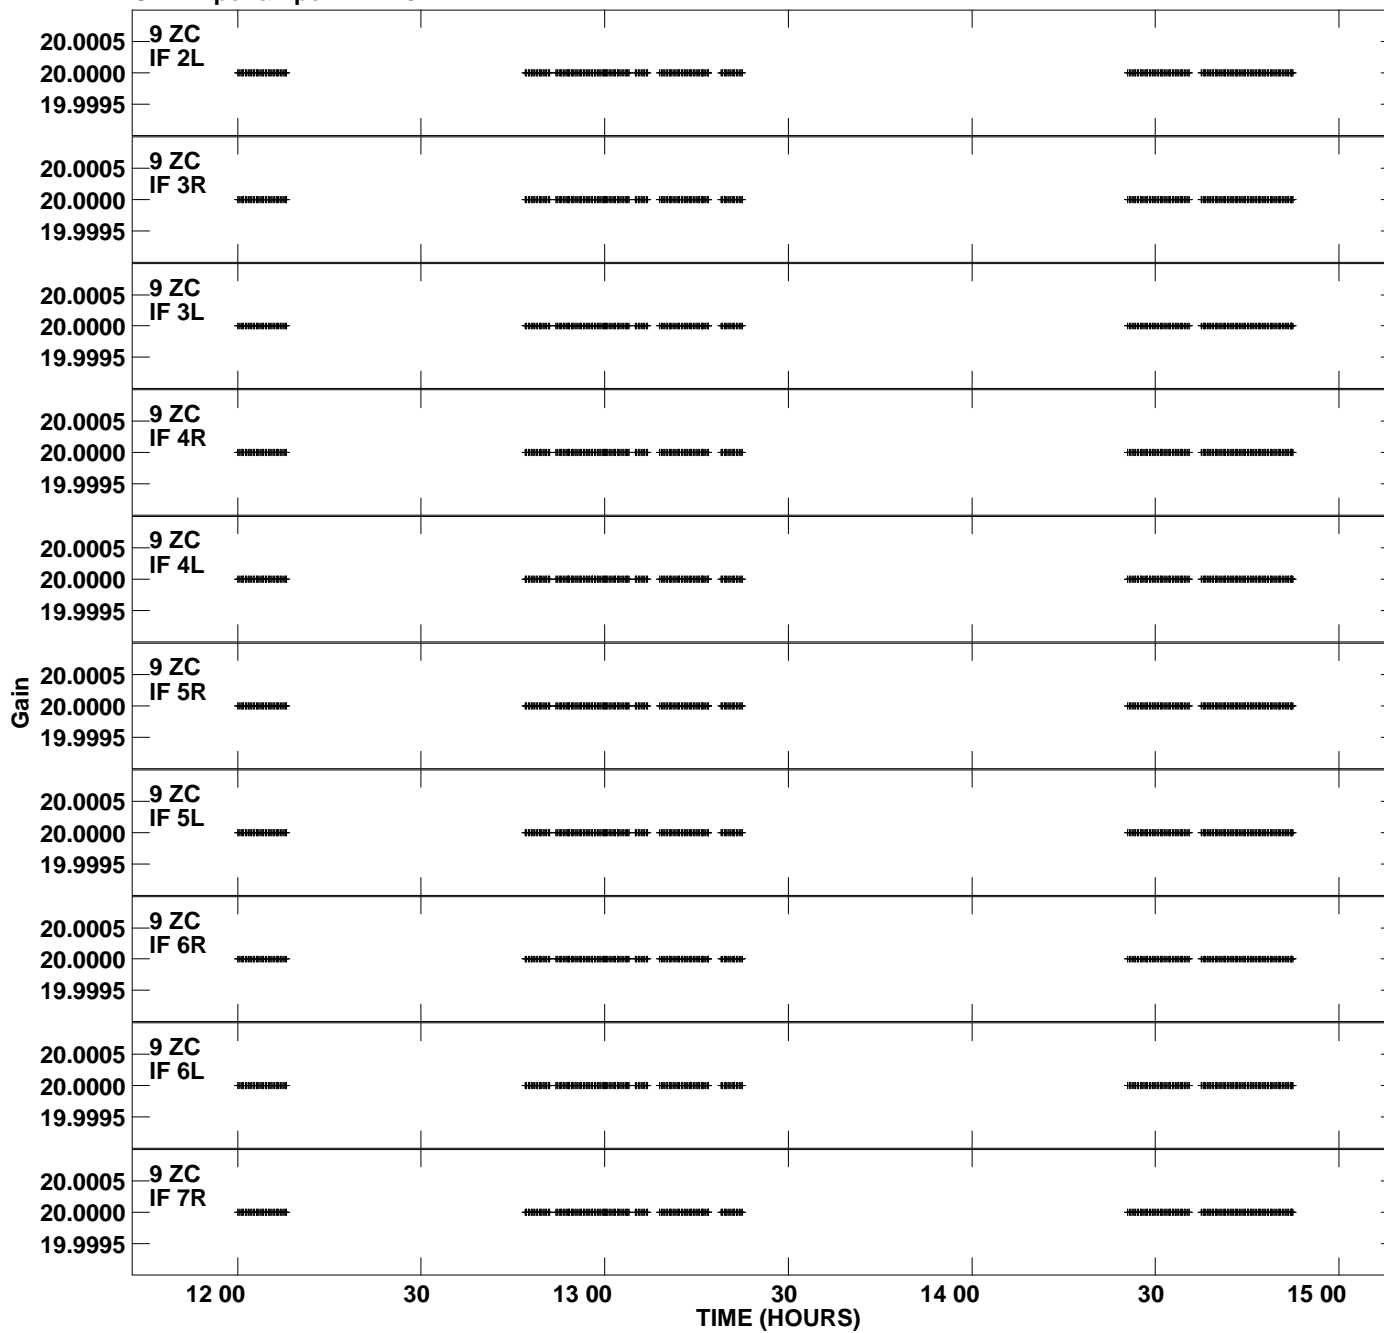 20.0005 9 ZC
20.0000 IF 2L
19.9995
20.0005 9 ZC
20.0000 IF 3R
19.9995
20.0005 9 ZC
20.0000 IF 3L
19.9995
20.0005 9 ZC
20.0000 IF 4R
19.9995
20.0005 9 ZC
20.0000 IF 4L
19.9995
20.0005 9 ZC
20.0000 IF 5R
19.9995
Gain
20.0005 9 ZC
20.0000 IF 5L
19.9995
20.0005 9 ZC
20.0000 IF 6R
19.9995
20.0005 9 ZC
20.0000 IF 6L
19.9995
20.0005 9 ZC
20.0000 IF 7R
19.9995
12 00 30 13 00 30 14 00 30 15 00
TIME (HOURS)